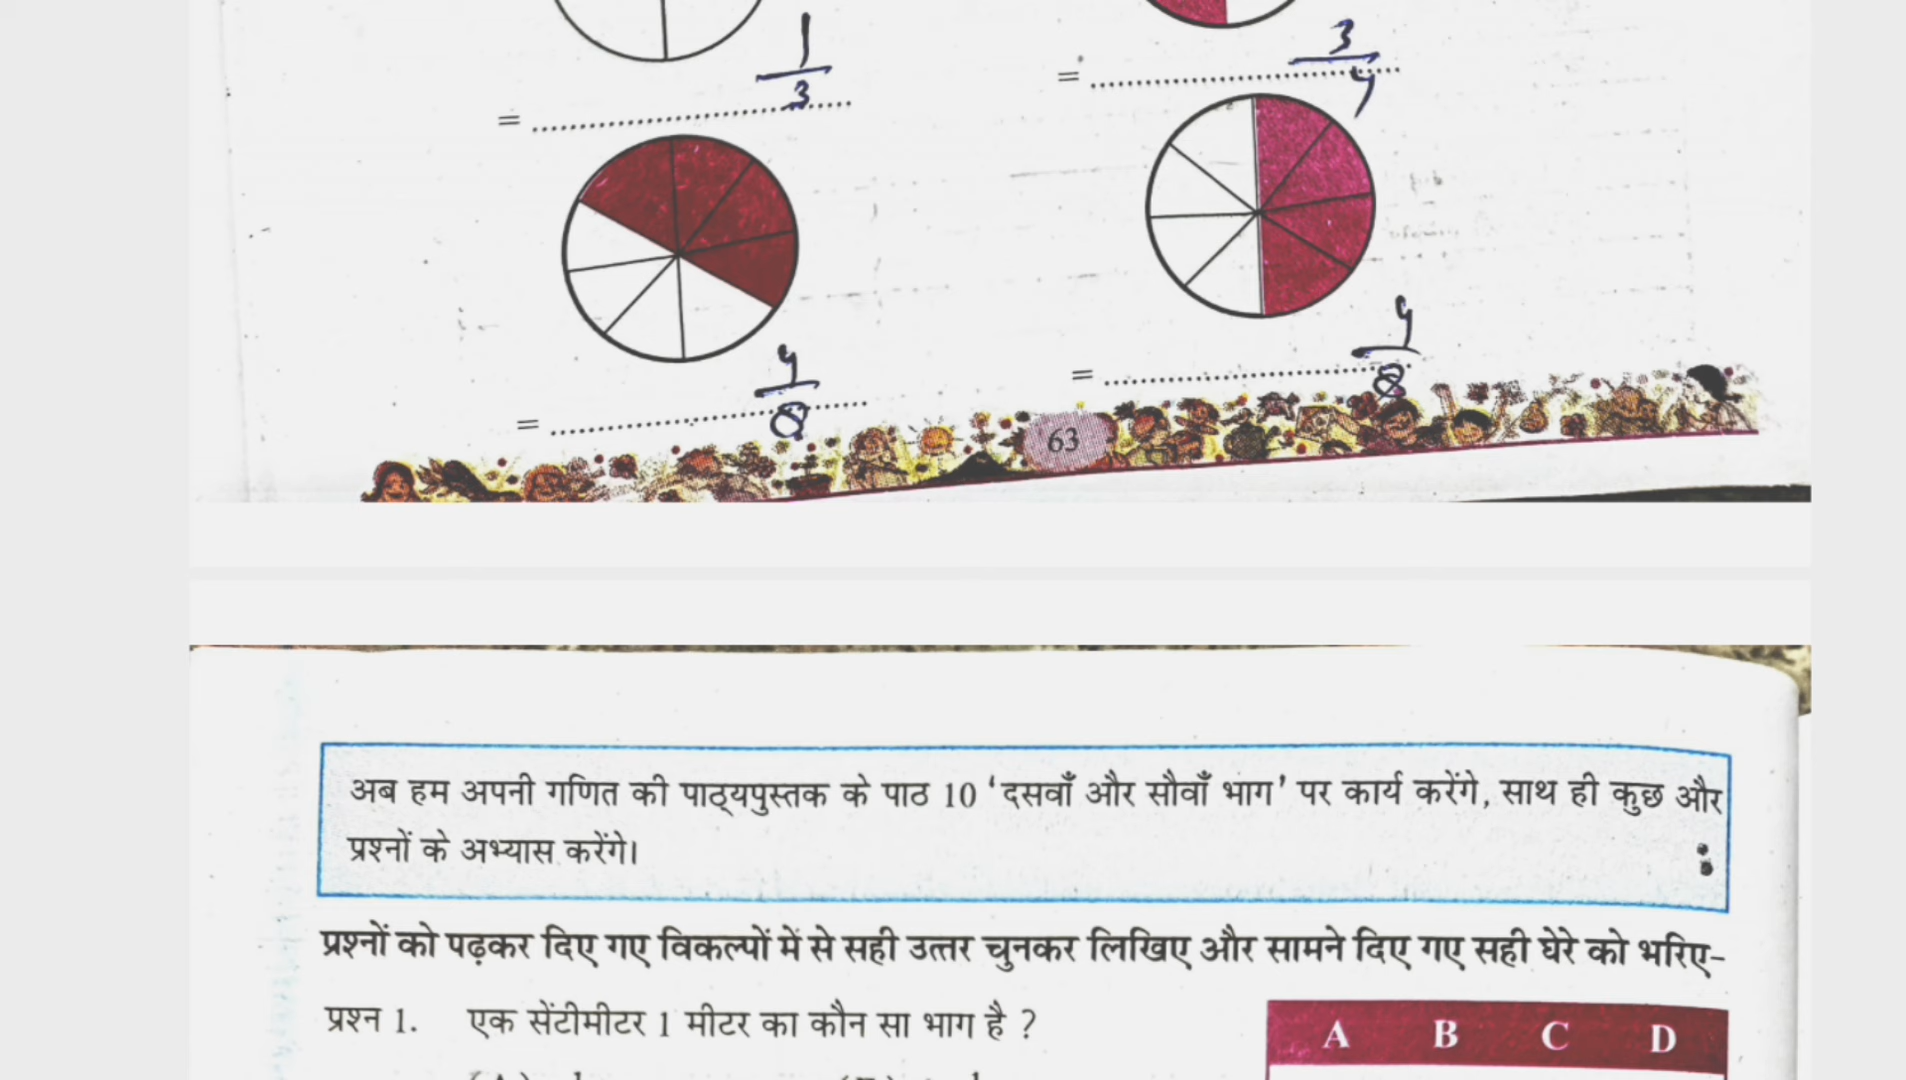 1
3
= ........................
3
4
= ........................
4
8
= ........................
4
8
= ........................
63
अब हम अपनी गणित की पाठ्यपुस्तक के पाठ 10 ‘दसवाँ और सौवाँ भाग’ पर कार्य करेंगे, साथ ही कुछ और
प्रश्नों के अभ्यास करेंगे।
प्रश्नों को पढ़कर दिए गए विकल्पों में से सही उत्तर चुनकर लिखिए और सामने दिए गए सही घेरे को भरिए-
प्रश्न 1. एक सेंटीमीटर 1 मीटर का कौन सा भाग है ?
A B C D